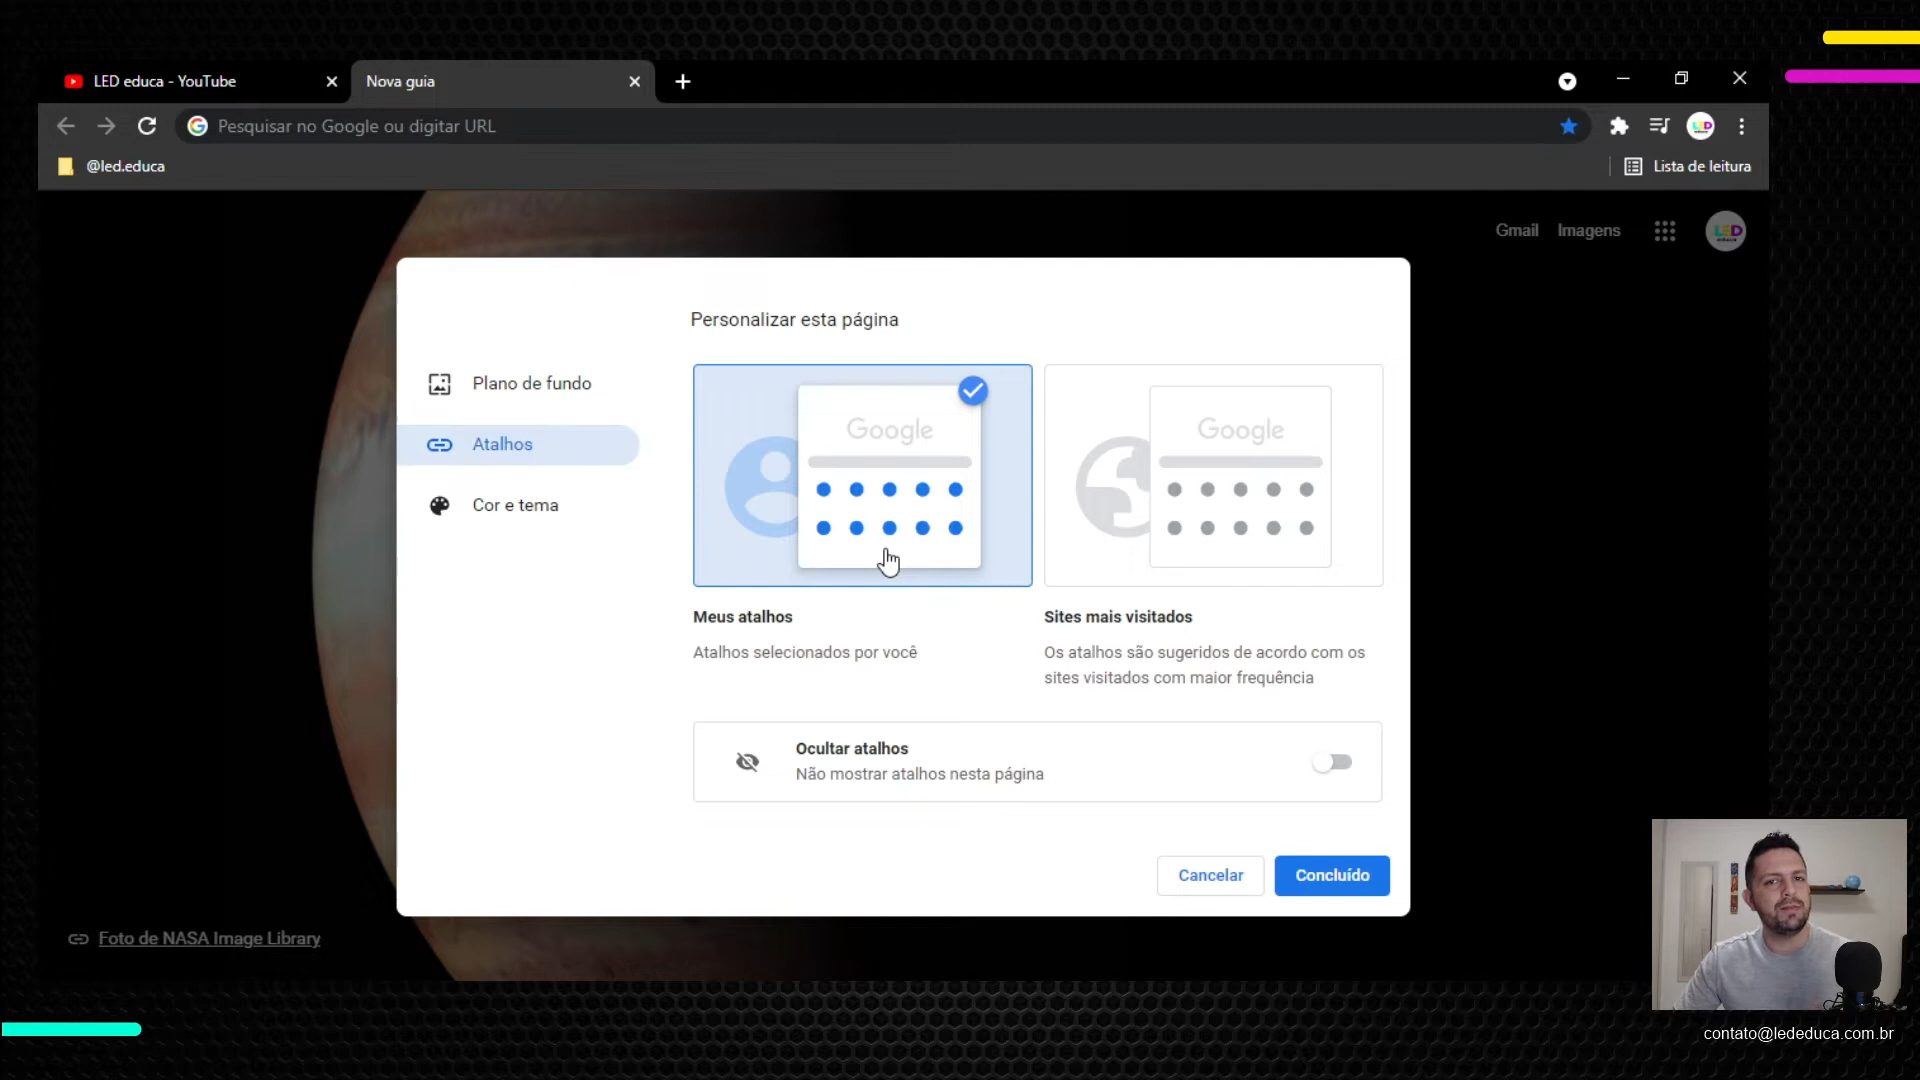 LED educa - YouTube
Nova guia
Pesquisar no Google ou digitar URL
@led.educa
Lista de leitura
Gmail
Imagens
LED
Personalizar esta página
Plano de fundo
Atalhos
Cor e tema
Google
Google
Meus atalhos
Atalhos selecionados por você
Sites mais visitados
Os atalhos são sugeridos de acordo com os
sites visitados com maior frequência
Ocultar atalhos
Não mostrar atalhos nesta página
Cancelar
Concluído
Foto de NASA Image Library
contato@lededuca.com.br